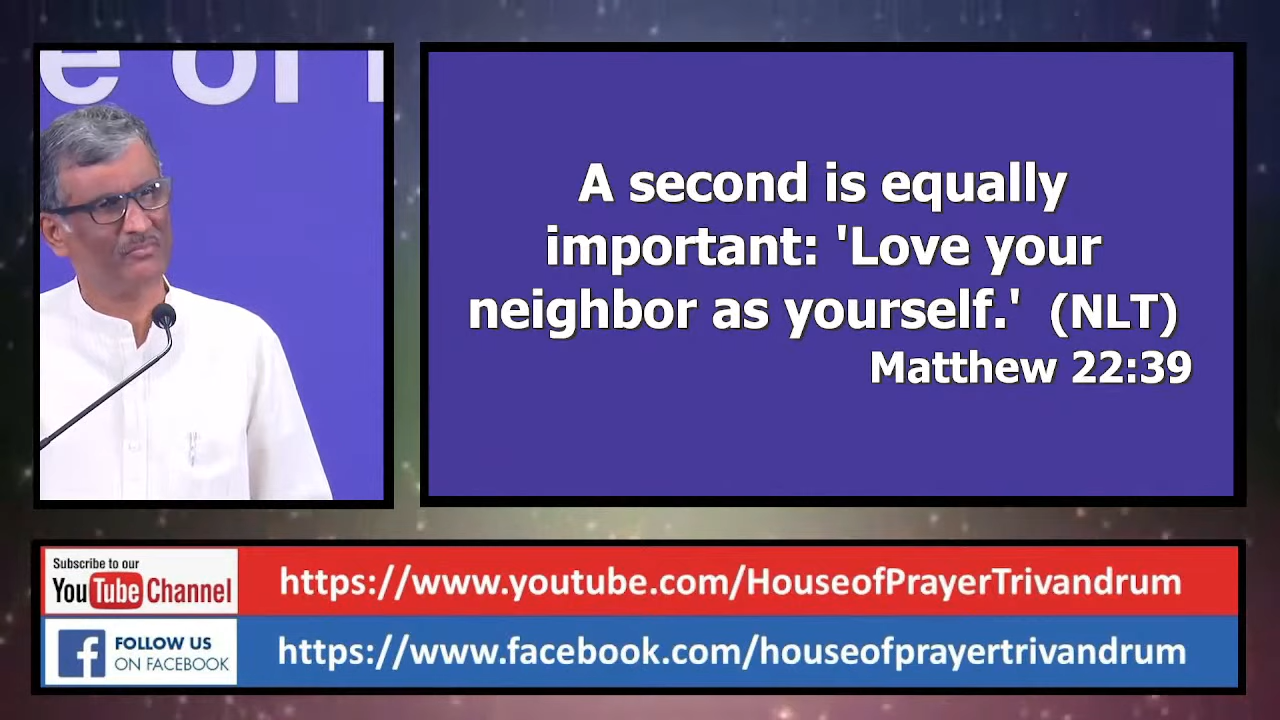 e of
A second is equally
important: 'Love your
neighbor as yourself.' (NLT)
Matthew 22:39
Subscribe to our
YouTube Channel
https://www.youtube.com/HouseofPrayerTrivandrum
FOLLOW US
ON FACEBOOK
https://www.facebook.com/houseofprayertrivandrum